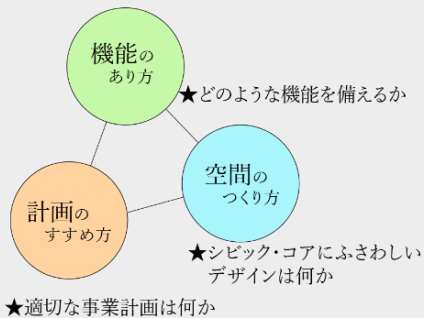 機能の
あり方
★どのような機能を備えるか
空間の
つくり方
★シビック・コアにふさわしい
デザインは何か
計画の
すすめ方
★適切な事業計画は何か